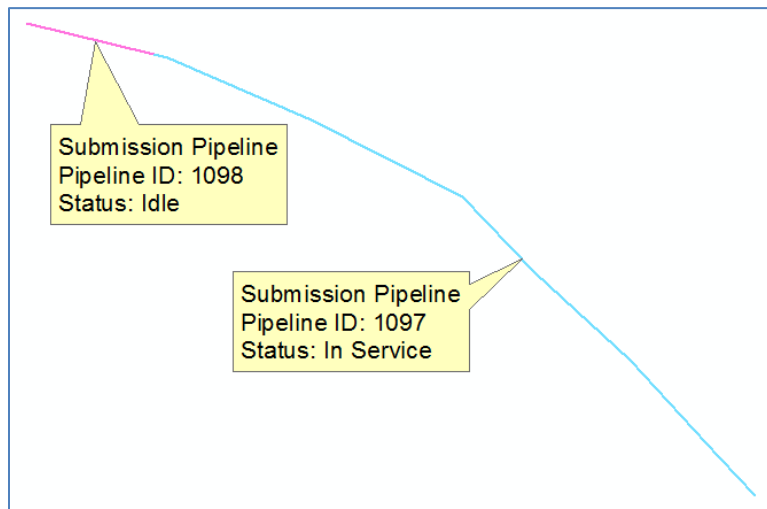 Submission Pipeline
Pipeline ID: 1098
Status: Idle
Submission Pipeline
Pipeline ID: 1097
Status: In Service